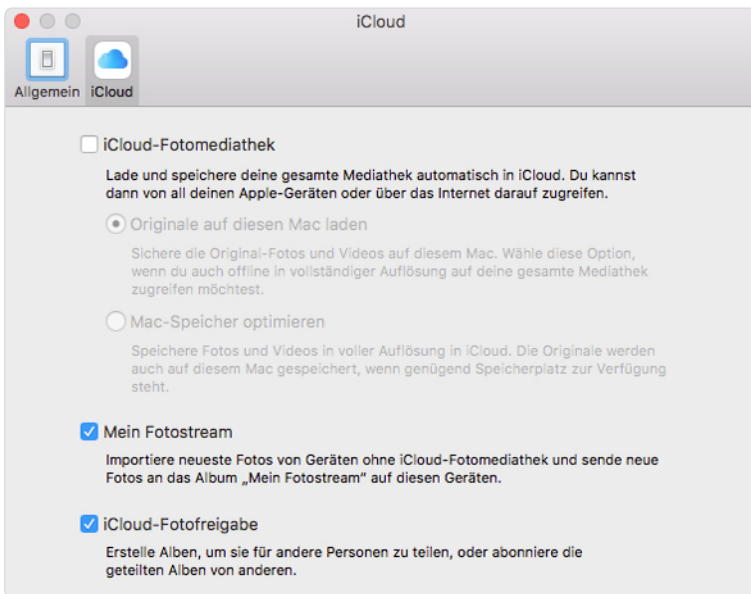 iCloud
Allgemein iCloud
iCloud-Fotomediathek
Lade und speichere deine gesamte Mediathek automatisch in iCloud. Du kannst
dann von all deinen Apple-Geräten oder über das Internet darauf zugreifen.
Originale auf diesen Mac laden
Sichere die Original-Fotos und Videos auf diesem Mac. Wähle diese Option,
wenn du auch offline in vollständiger Auflösung auf deine gesamte Mediathek
zugreifen möchtest.
Mac-Speicher optimieren
Speichere Fotos und Videos in voller Auflösung in iCloud. Die Originale werden
auch auf diesem Mac gespeichert, wenn genügend Speicherplatz zur Verfügung
steht.
Mein Fotostream
Importiere neueste Fotos von Geräten ohne iCloud-Fotomediathek und sende neue
Fotos an das Album „Mein Fotostream“ auf diesen Geräten.
iCloud-Fotofreigabe
Erstelle Alben, um sie für andere Personen zu teilen, oder abonniere die
geteilten Alben von anderen.